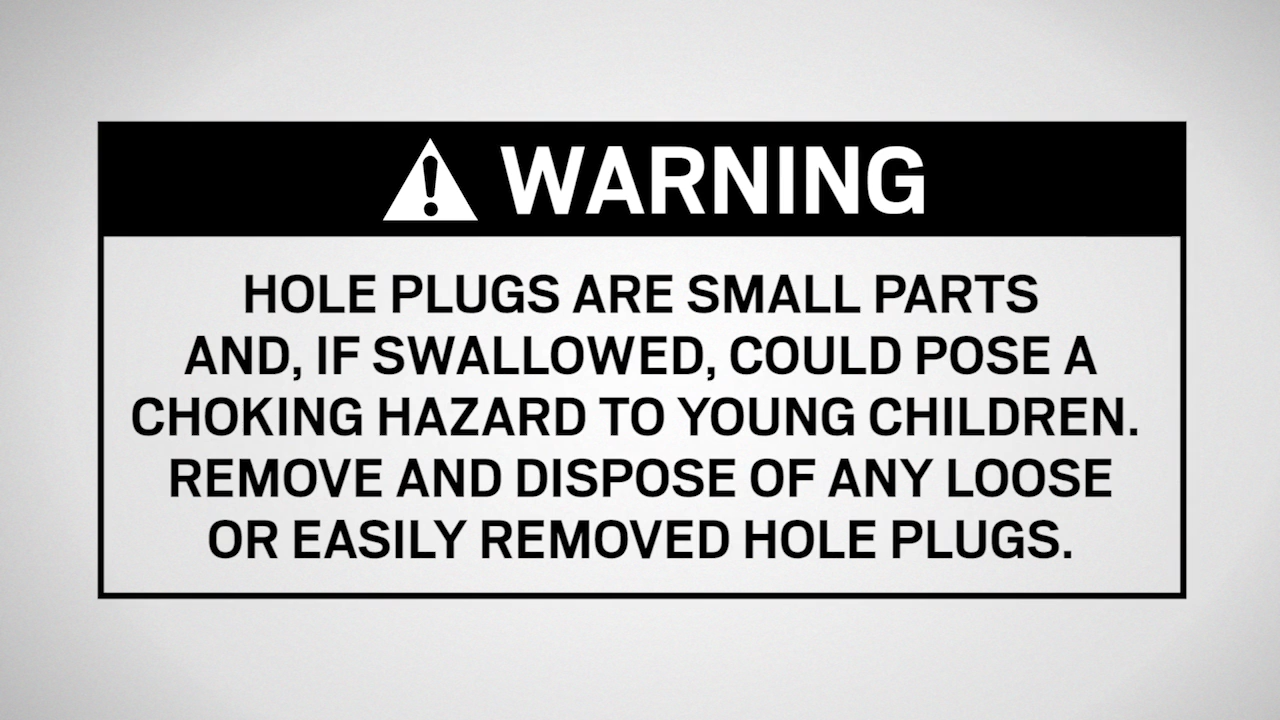 WARNING
HOLE PLUGS ARE SMALL PARTS
AND, IF SWALLOWED, COULD POSE A
CHOKING HAZARD TO YOUNG CHILDREN.
REMOVE AND DISPOSE OF ANY LOOSE
OR EASILY REMOVED HOLE PLUGS.